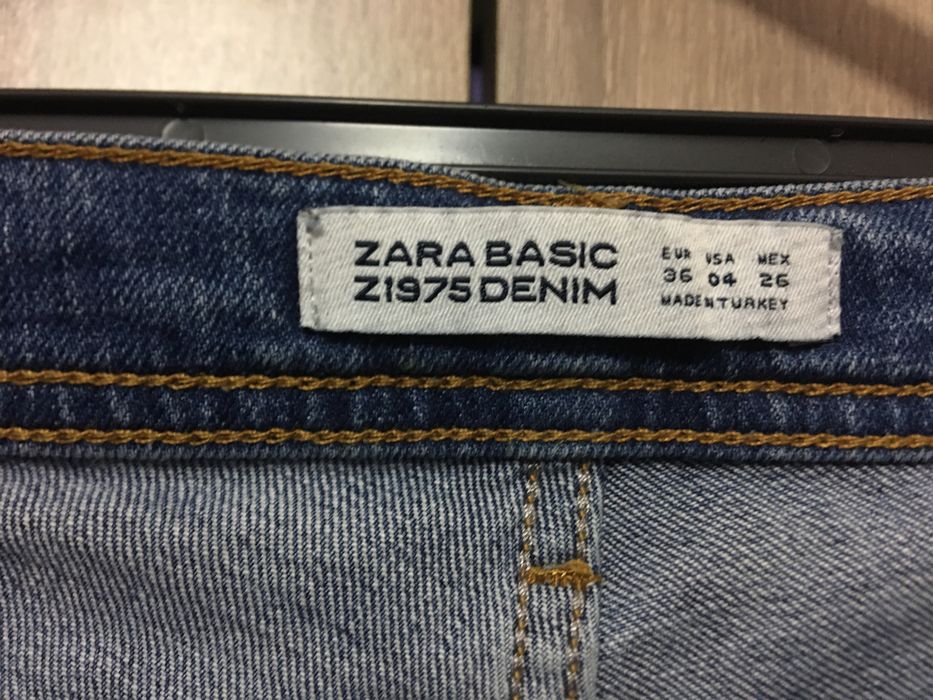 ZARA BASIC
Z1975 DENIM
EUR USA MEX
36 04 26
MADE IN TURKEY